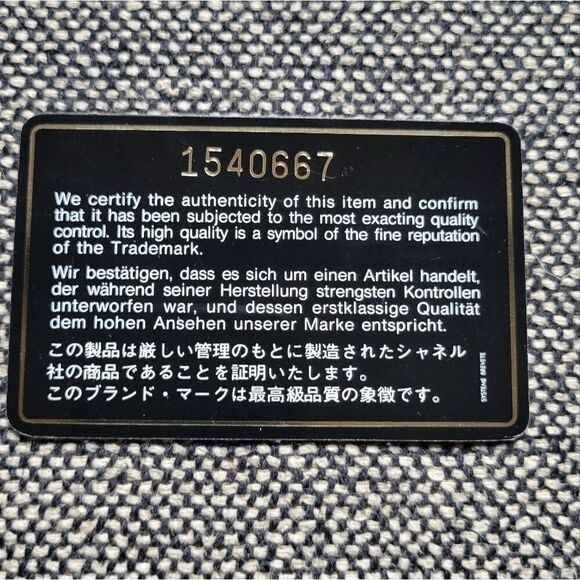 1540667
We certify the authenticity of this item and confirm
that it has been subjected to the most exacting quality
control. Its high quality is a symbol of the fine reputation
of the Trademark.
Wir bestätigen, dass es sich um einen Artikel handelt,
der während seiner Herstellung strengsten Kontrollen
unterworfen war, und dessen erstklassige Qualität
dem hohen Ansehen unserer Marke entspricht.
この製品は厳しい管理のもとに製造されたシャネル
社の商品であることを証明いたします。
このブランド・マークは最高級品質の象徴です。
SYSTEME BREVETE